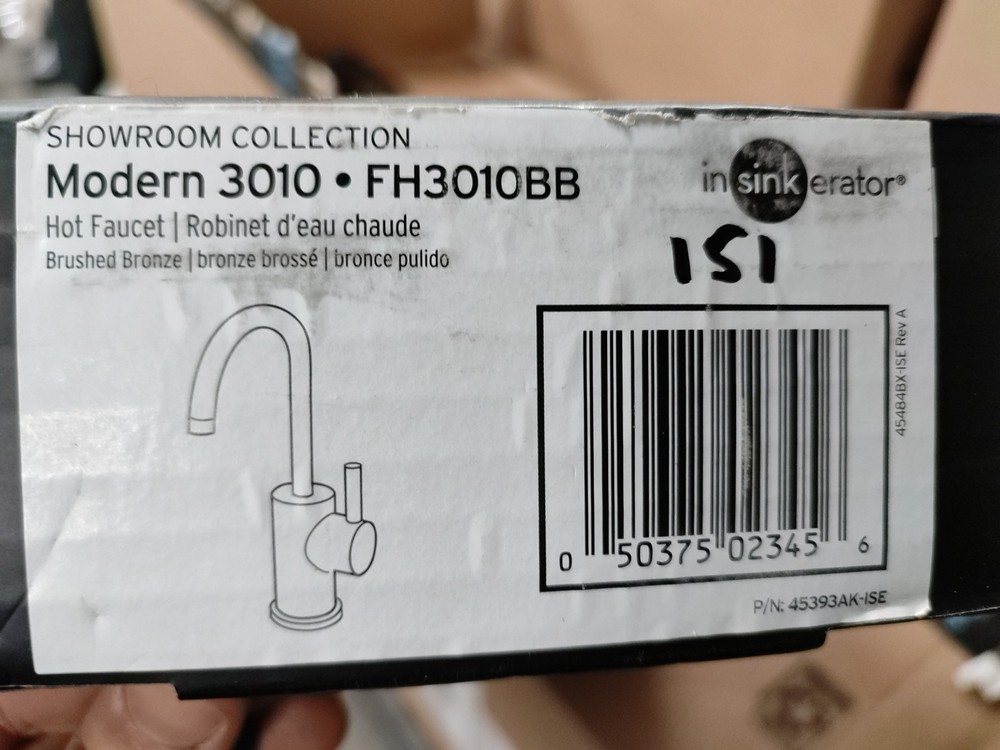 SHOWROOM COLLECTION
Modern 3010 • FH3010BB
Hot Faucet | Robinet d'eau chaude
Brushed Bronze | bronze brossé | bronce pulido
insinkerator®
151
45484BX-ISE Rev A
0 50375 02345 6
P/N: 45393AK-ISE